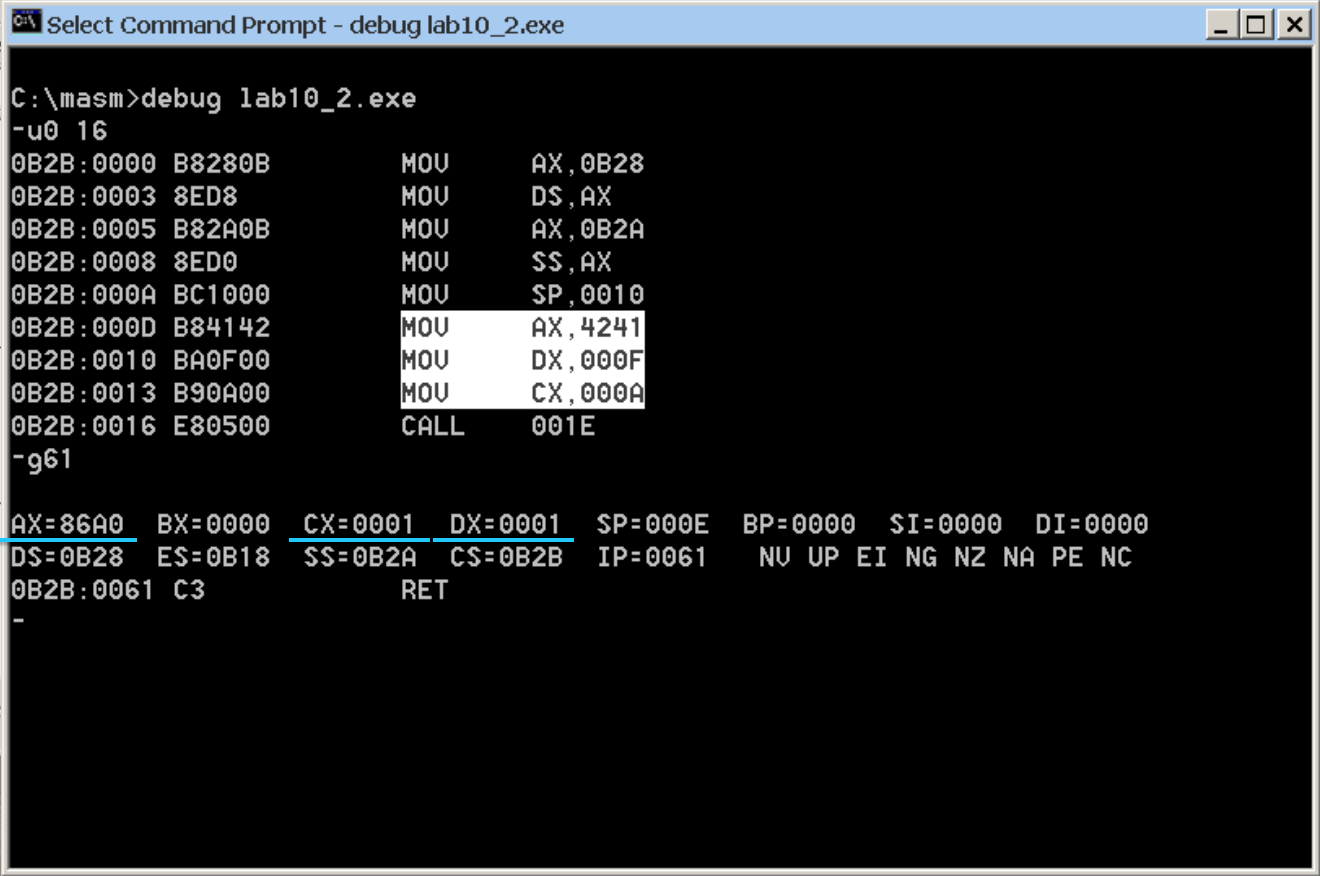 Select Command Prompt - debug lab10_2.exe
C:\masm>debug lab10_2.exe
-u0 16
0B2B:0000 B8280B MOV AX,0B28
0B2B:0003 8ED8 MOV DS,AX
0B2B:0005 B82A0B MOV AX,0B2A
0B2B:0008 8ED0 MOV SS,AX
0B2B:000A BC1000 MOV SP,0010
0B2B:000D B84142 MOV AX,4241
0B2B:0010 BA0F00 MOV DX,000F
0B2B:0013 B90A00 MOV CX,000A
0B2B:0016 E80500 CALL 001E
-g61
AX=86A0 BX=0000 CX=0001 DX=0001 SP=000E BP=0000 SI=0000 DI=0000
DS=0B28 ES=0B18 SS=0B2A CS=0B2B IP=0061 NV UP EI NG NZ NA PE NC
0B2B:0061 C3 RET
-